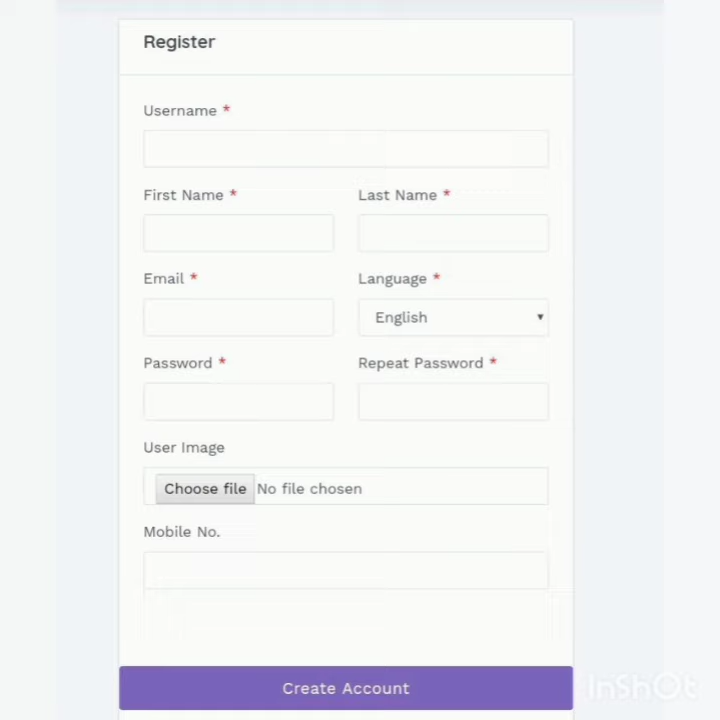 Register
Username *
First Name *
Last Name *
Email *
Language *
English
Password *
Repeat Password *
User Image
Choose file No file chosen
Mobile No.
Create Account
InShOt